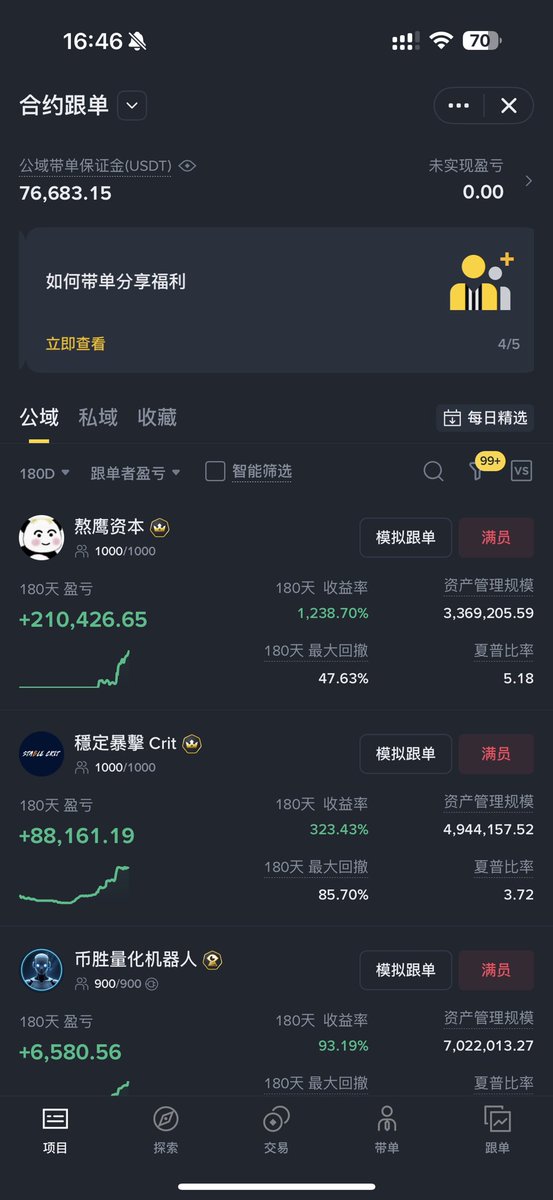 16:46
70
合约跟单
公域带单保证金(USDT)
未实现盈亏
76,683.15
0.00
如何带单分享福利
立即查看
4/5
公域 私域 收藏
每日精选
180D 跟单者盈亏 智能筛选
99+
VS
熬鹰资本
1000/1000
模拟跟单
满员
180天 盈亏
180天 收益率
资产管理规模
+210,426.65
1,238.70%
3,369,205.59
180天 最大回撤
夏普比率
47.63%
5.18
STABLE CRIT
穩定暴擊 Crit
1000/1000
模拟跟单
满员
180天 盈亏
180天 收益率
资产管理规模
+88,161.19
323.43%
4,944,157.52
180天 最大回撤
夏普比率
85.70%
3.72
币胜量化机器人
900/900
模拟跟单
满员
180天 盈亏
180天 收益率
资产管理规模
+6,580.56
93.19%
7,022,013.27
180天 最大回撤
夏普比率
项目 探索 交易 带单 跟单